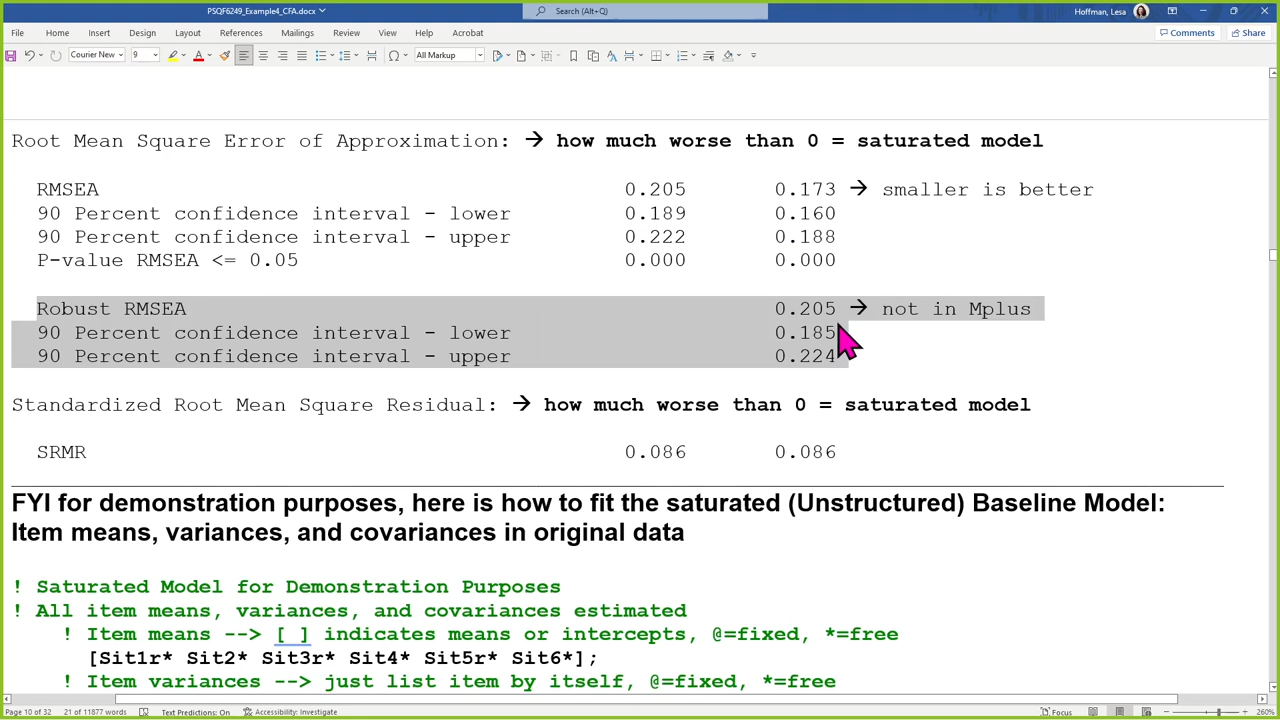 PSQF6249_Example4_CFA.docx
Search (Alt+Q)
Hoffman, Lesa
File Home Insert Design Layout References Mailings Review View Help Acrobat
Comments Share
Courier New 9 All Markup
Root Mean Square Error of Approximation: → how much worse than 0 = saturated model
RMSEA 0.205 0.173 → smaller is better
90 Percent confidence interval - lower 0.189 0.160
90 Percent confidence interval - upper 0.222 0.188
P-value RMSEA <= 0.05 0.000 0.000
Robust RMSEA 0.205 → not in Mplus
90 Percent confidence interval - lower 0.185
90 Percent confidence interval - upper 0.224
Standardized Root Mean Square Residual: → how much worse than 0 = saturated model
SRMR 0.086 0.086
FYI for demonstration purposes, here is how to fit the saturated (Unstructured) Baseline Model:
Item means, variances, and covariances in original data
! Saturated Model for Demonstration Purposes
! All item means, variances, and covariances estimated
! Item means --> [ ] indicates means or intercepts, @=fixed, *=free
[Sit1r* Sit2* Sit3r* Sit4* Sit5r* Sit6*];
! Item variances --> just list item by itself, @=fixed, *=free
Page 10 of 32 21 of 11877 words Text Predictions: On Accessibility: Investigate Focus 260%